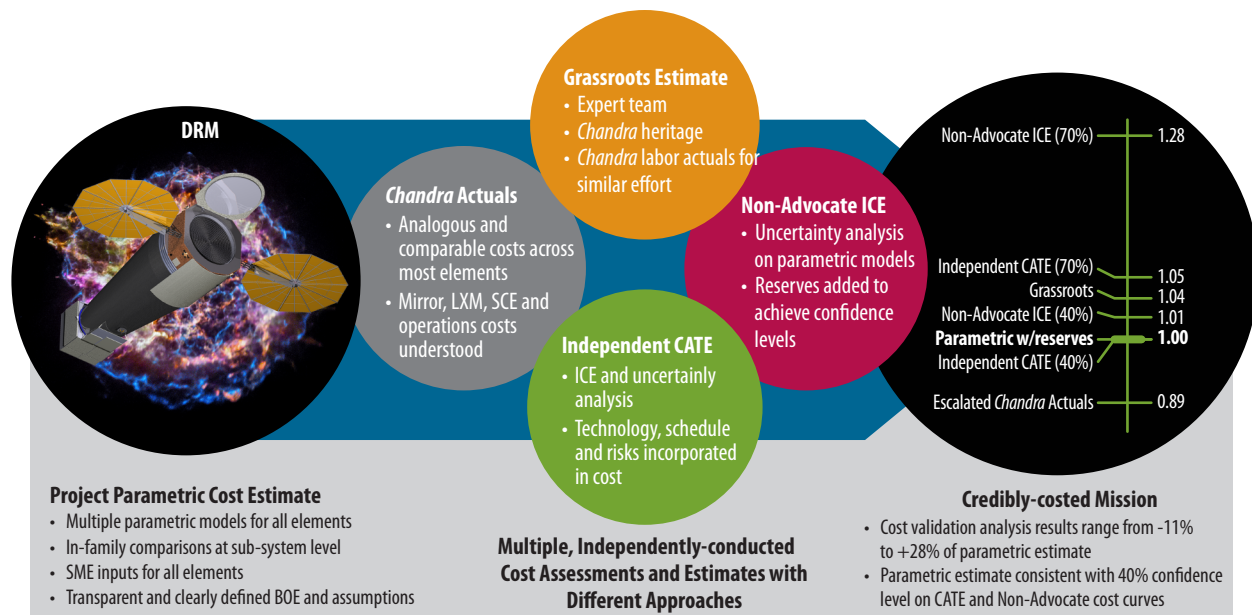 DRM
Project Parametric Cost Estimate
• Multiple parametric models for all elements
• In-family comparisons at sub-system level
• SME inputs for all elements
• Transparent and clearly defined BOE and assumptions
Chandra Actuals
• Analogous and
comparable costs across
most elements
• Mirror, LXM, SCE and
operations costs
understood
Grassroots Estimate
• Expert team
• Chandra heritage
• Chandra labor actuals for
similar effort
Independent CATE
• ICE and uncertainly
analysis
• Technology, schedule
and risks incorporated
in cost
Non-Advocate ICE
• Uncertainty analysis
on parametric models
• Reserves added to
achieve confidence
levels
Multiple, Independently-conducted
Cost Assessments and Estimates with
Different Approaches
Non-Advocate ICE (70%) 1.28
Independent CATE (70%) 1.05
Grassroots 1.04
Non-Advocate ICE (40%) 1.01
Parametric w/reserves 1.00
Independent CATE (40%)
Escalated Chandra Actuals 0.89
Credibly-costed Mission
• Cost validation analysis results range from -11%
to +28% of parametric estimate
• Parametric estimate consistent with 40% confidence
level on CATE and Non-Advocate cost curves